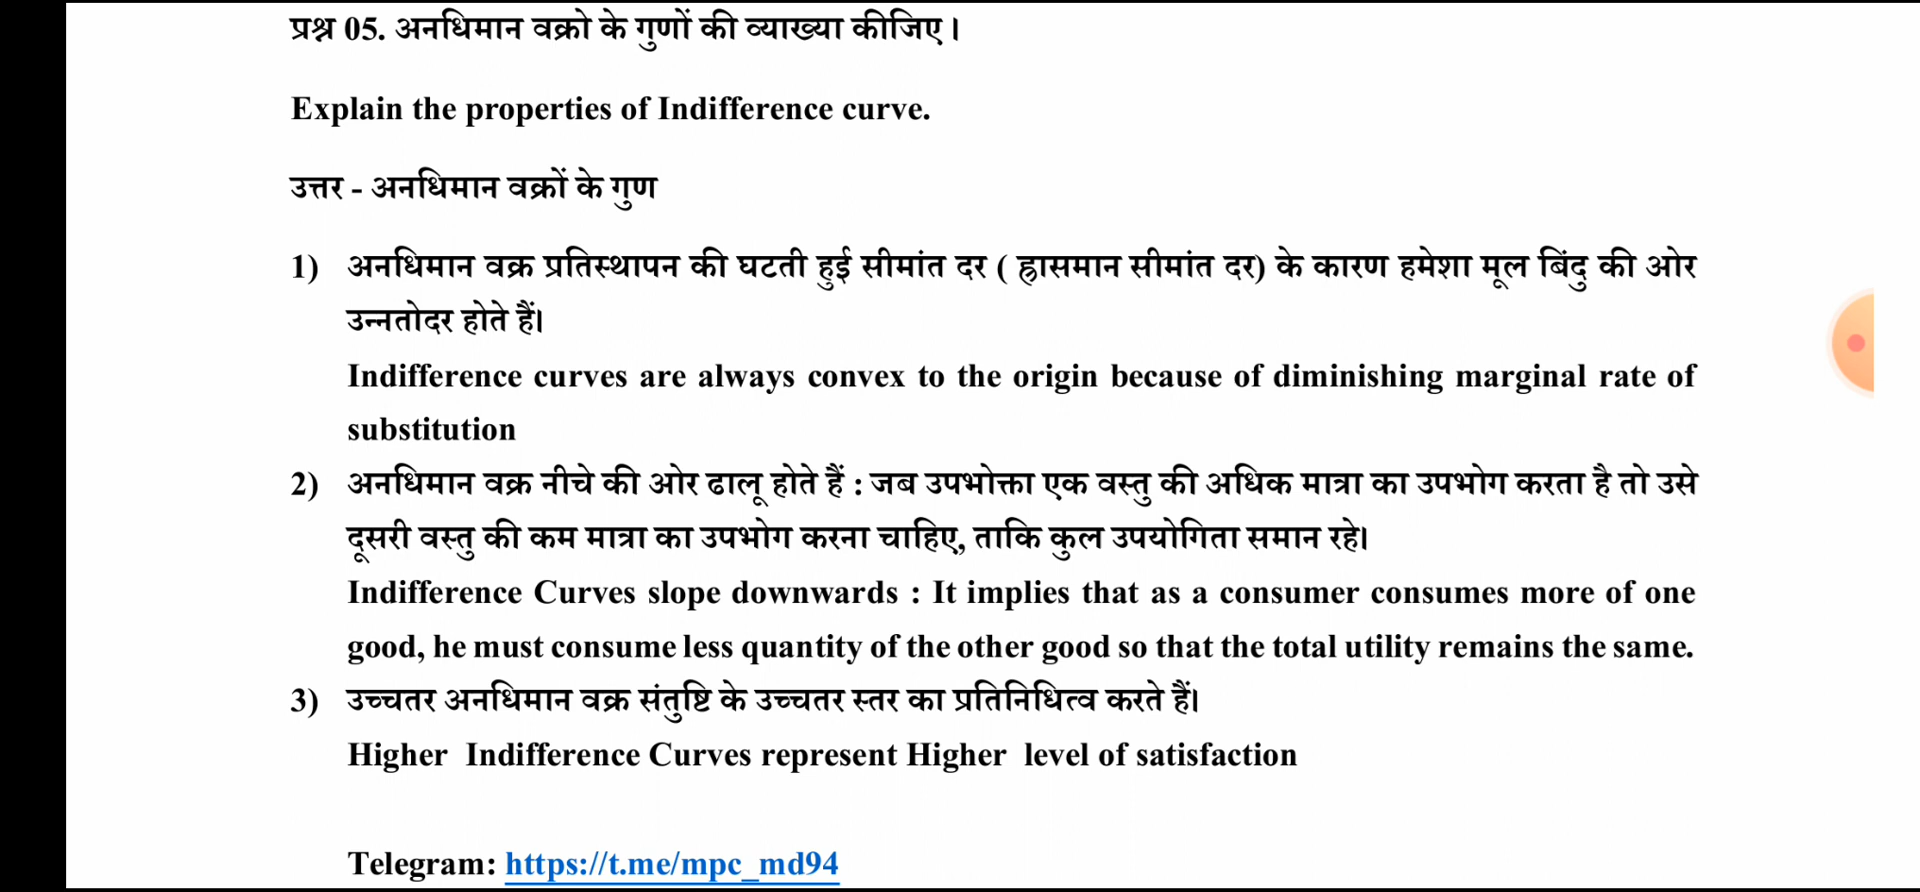 प्रश्न 05. अनधिमान वक्रो के गुणों की व्याख्या कीजिए।
Explain the properties of Indifference curve.
उत्तर - अनधिमान वक्रों के गुण
1) अनधिमान वक्र प्रतिस्थापन की घटती हुई सीमांत दर ( ह्रासमान सीमांत दर) के कारण हमेशा मूल बिंदु की ओर
उन्नतोदर होते हैं।
Indifference curves are always convex to the origin because of diminishing marginal rate of
substitution
2) अनधिमान वक्र नीचे की ओर ढालू होते हैं : जब उपभोक्ता एक वस्तु की अधिक मात्रा का उपभोग करता है तो उसे
दूसरी वस्तु की कम मात्रा का उपभोग करना चाहिए, ताकि कुल उपयोगिता समान रहे।
Indifference Curves slope downwards : It implies that as a consumer consumes more of one
good, he must consume less quantity of the other good so that the total utility remains the same.
3) उच्चतर अनधिमान वक्र संतुष्टि के उच्चतर स्तर का प्रतिनिधित्व करते हैं।
Higher Indifference Curves represent Higher level of satisfaction
Telegram: https://t.me/mpc_md94